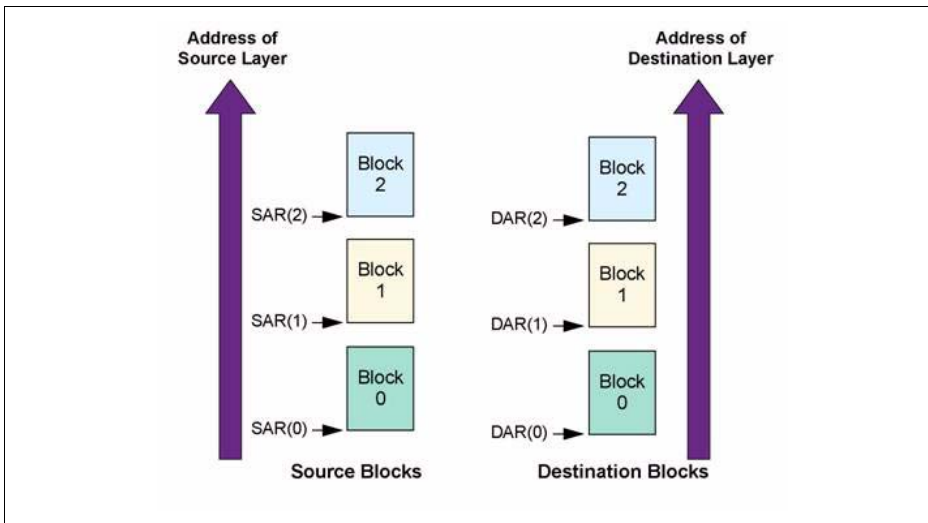 Address of
Source Layer
Address of
Destination Layer
Block
2
Block
2
SAR(2)
DAR(2)
Block
1
Block
1
SAR(1)
DAR(1)
Block
0
Block
0
SAR(0)
DAR(0)
Source Blocks
Destination Blocks